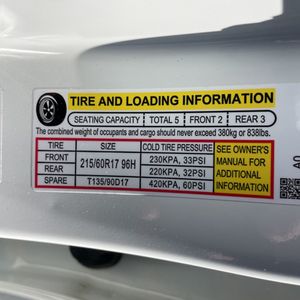 TIRE AND LOADING INFORMATION
SEATING CAPACITY TOTAL 5 FRONT 2 REAR 3
The combined weight of occupants and cargo should never exceed 380kg or 838lbs.
TIRE SIZE COLD TIRE PRESSURE SEE OWNER'S
FRONT 215/60R17 96H 230KPA, 33PSI MANUAL FOR
REAR 220KPA, 32PSI ADDITIONAL
SPARE T135/90D17 420KPA, 60PSI INFORMATION
A0